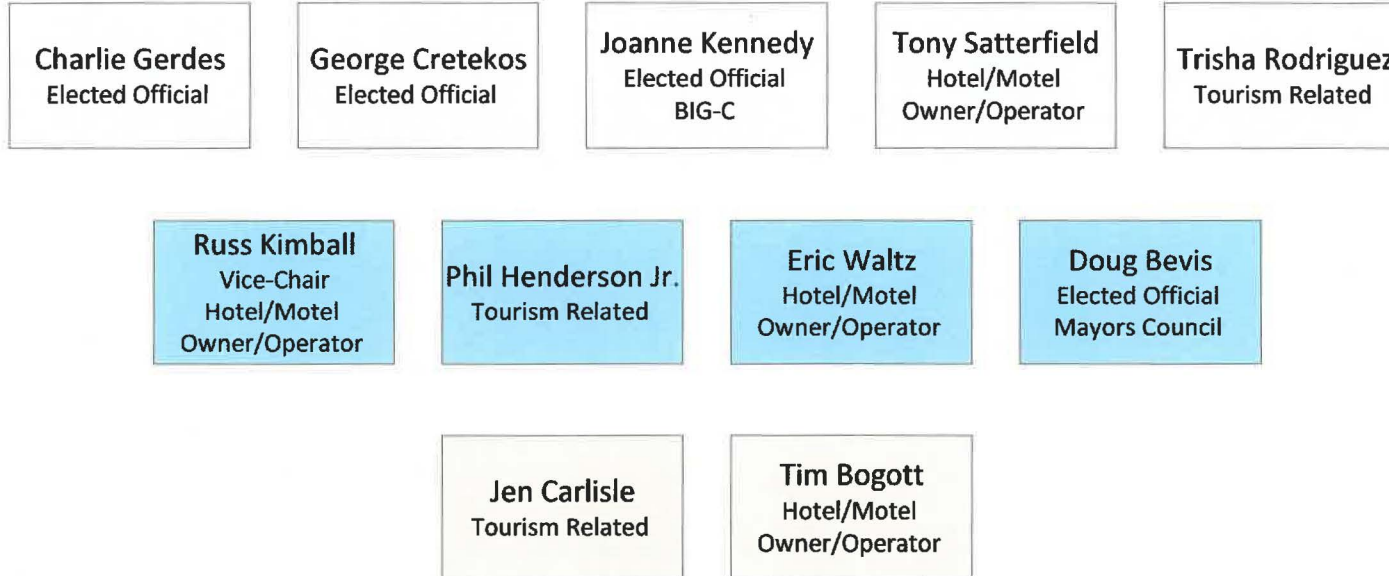 Charlie Gerdes
Elected Official
George Cretekos
Elected Official
Joanne Kennedy
Elected Official
BIG-C
Tony Satterfield
Hotel/Motel
Owner/Operator
Trisha Rodriguez
Tourism Related
Russ Kimball
Vice-Chair
Hotel/Motel
Owner/Operator
Phil Henderson Jr.
Tourism Related
Eric Waltz
Hotel/Motel
Owner/Operator
Doug Bevis
Elected Official
Mayors Council
Jen Carlisle
Tourism Related
Tim Bogott
Hotel/Motel
Owner/Operator